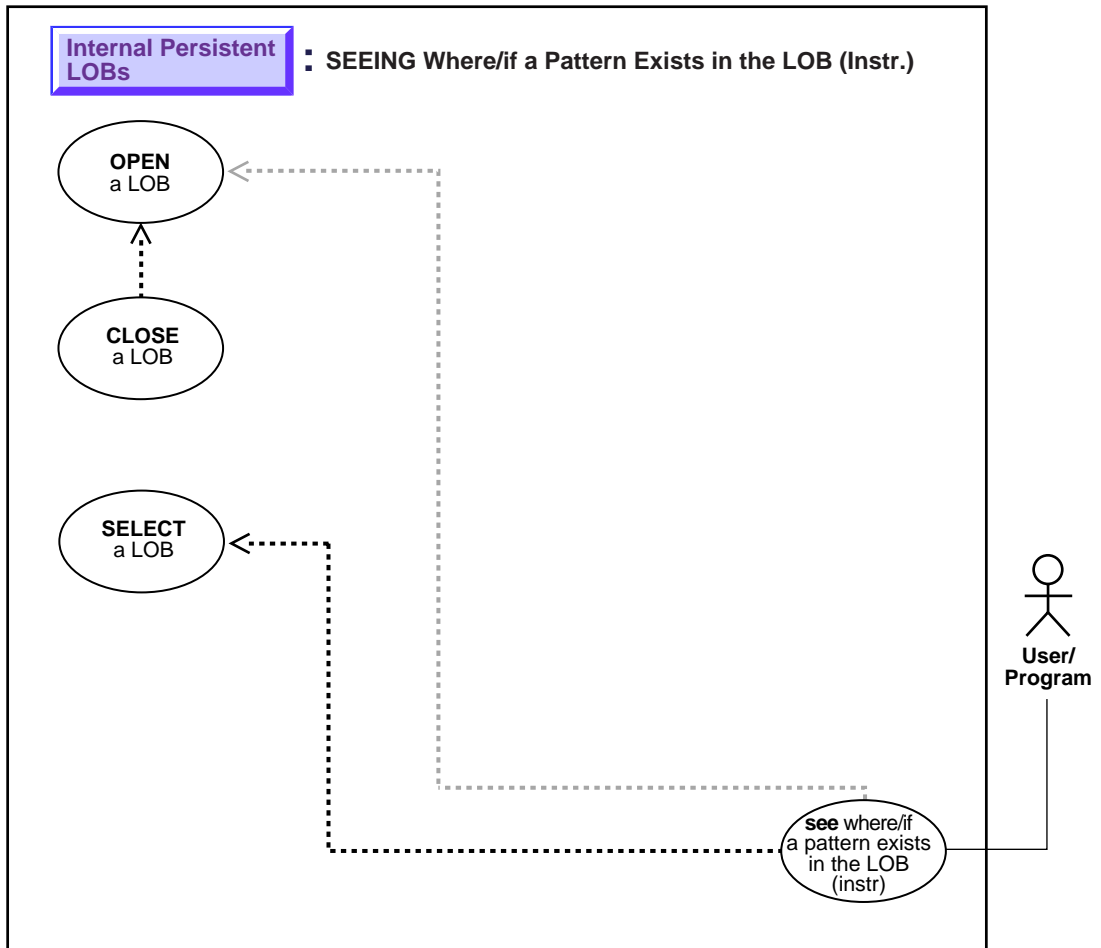 Internal Persistent
LOBs
: SEEING Where/if a Pattern Exists in the LOB (Instr.)
OPEN
a LOB
CLOSE
a LOB
SELECT
a LOB
User/
Program
see where/if
a pattern exists
in the LOB
(instr)